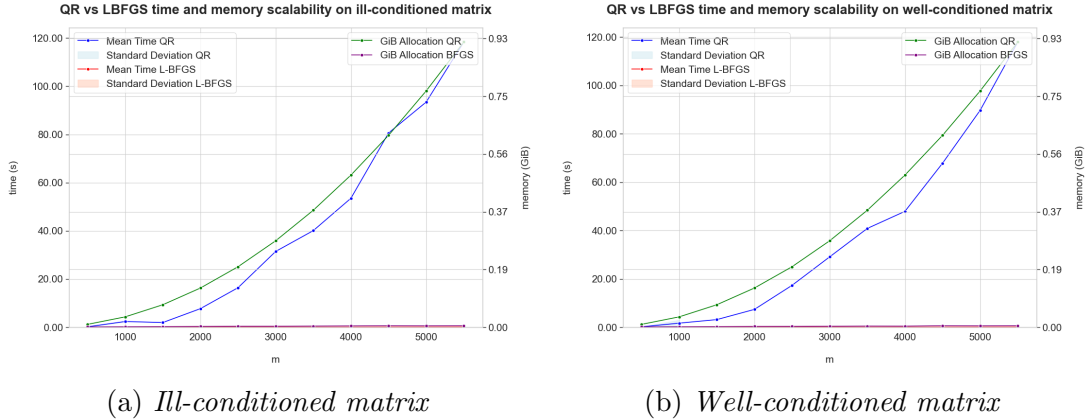 QR vs LBFGS time and memory scalability on ill-conditioned matrix
Mean Time QR
Standard Deviation QR
Mean Time L-BFGS
Standard Deviation L-BFGS
GiB Allocation QR
GiB Allocation BFGS
120.00
100.00
80.00
60.00
40.00
20.00
0.00
time (s)
0.93
0.75
0.56
0.37
0.19
0.00
memory (GiB)
1000 2000 3000 4000 5000
m
(a) Ill-conditioned matrix
QR vs LBFGS time and memory scalability on well-conditioned matrix
Mean Time QR
Standard Deviation QR
Mean Time L-BFGS
Standard Deviation L-BFGS
GiB Allocation QR
GiB Allocation BFGS
120.00
100.00
80.00
60.00
40.00
20.00
0.00
time (s)
0.93
0.75
0.56
0.37
0.19
0.00
memory (GiB)
1000 2000 3000 4000 5000
m
(b) Well-conditioned matrix